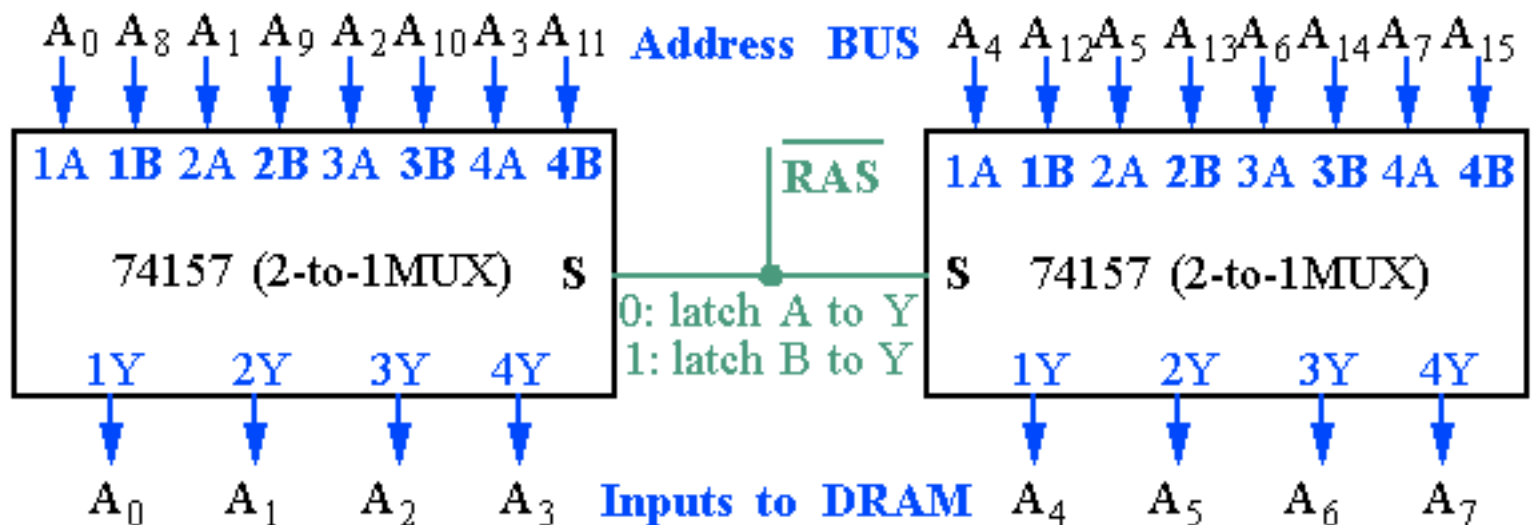 A0 A8 A1 A9 A2 A10 A3 A11 Address BUS A4 A12 A5 A13 A6 A14 A7 A15
1A 1B 2A 2B 3A 3B 4A 4B RAS 1A 1B 2A 2B 3A 3B 4A 4B
74157 (2-to-1MUX) S S 74157 (2-to-1MUX)
0: latch A to Y
1: latch B to Y
1Y 2Y 3Y 4Y 1Y 2Y 3Y 4Y
A0 A1 A2 A3 Inputs to DRAM A4 A5 A6 A7